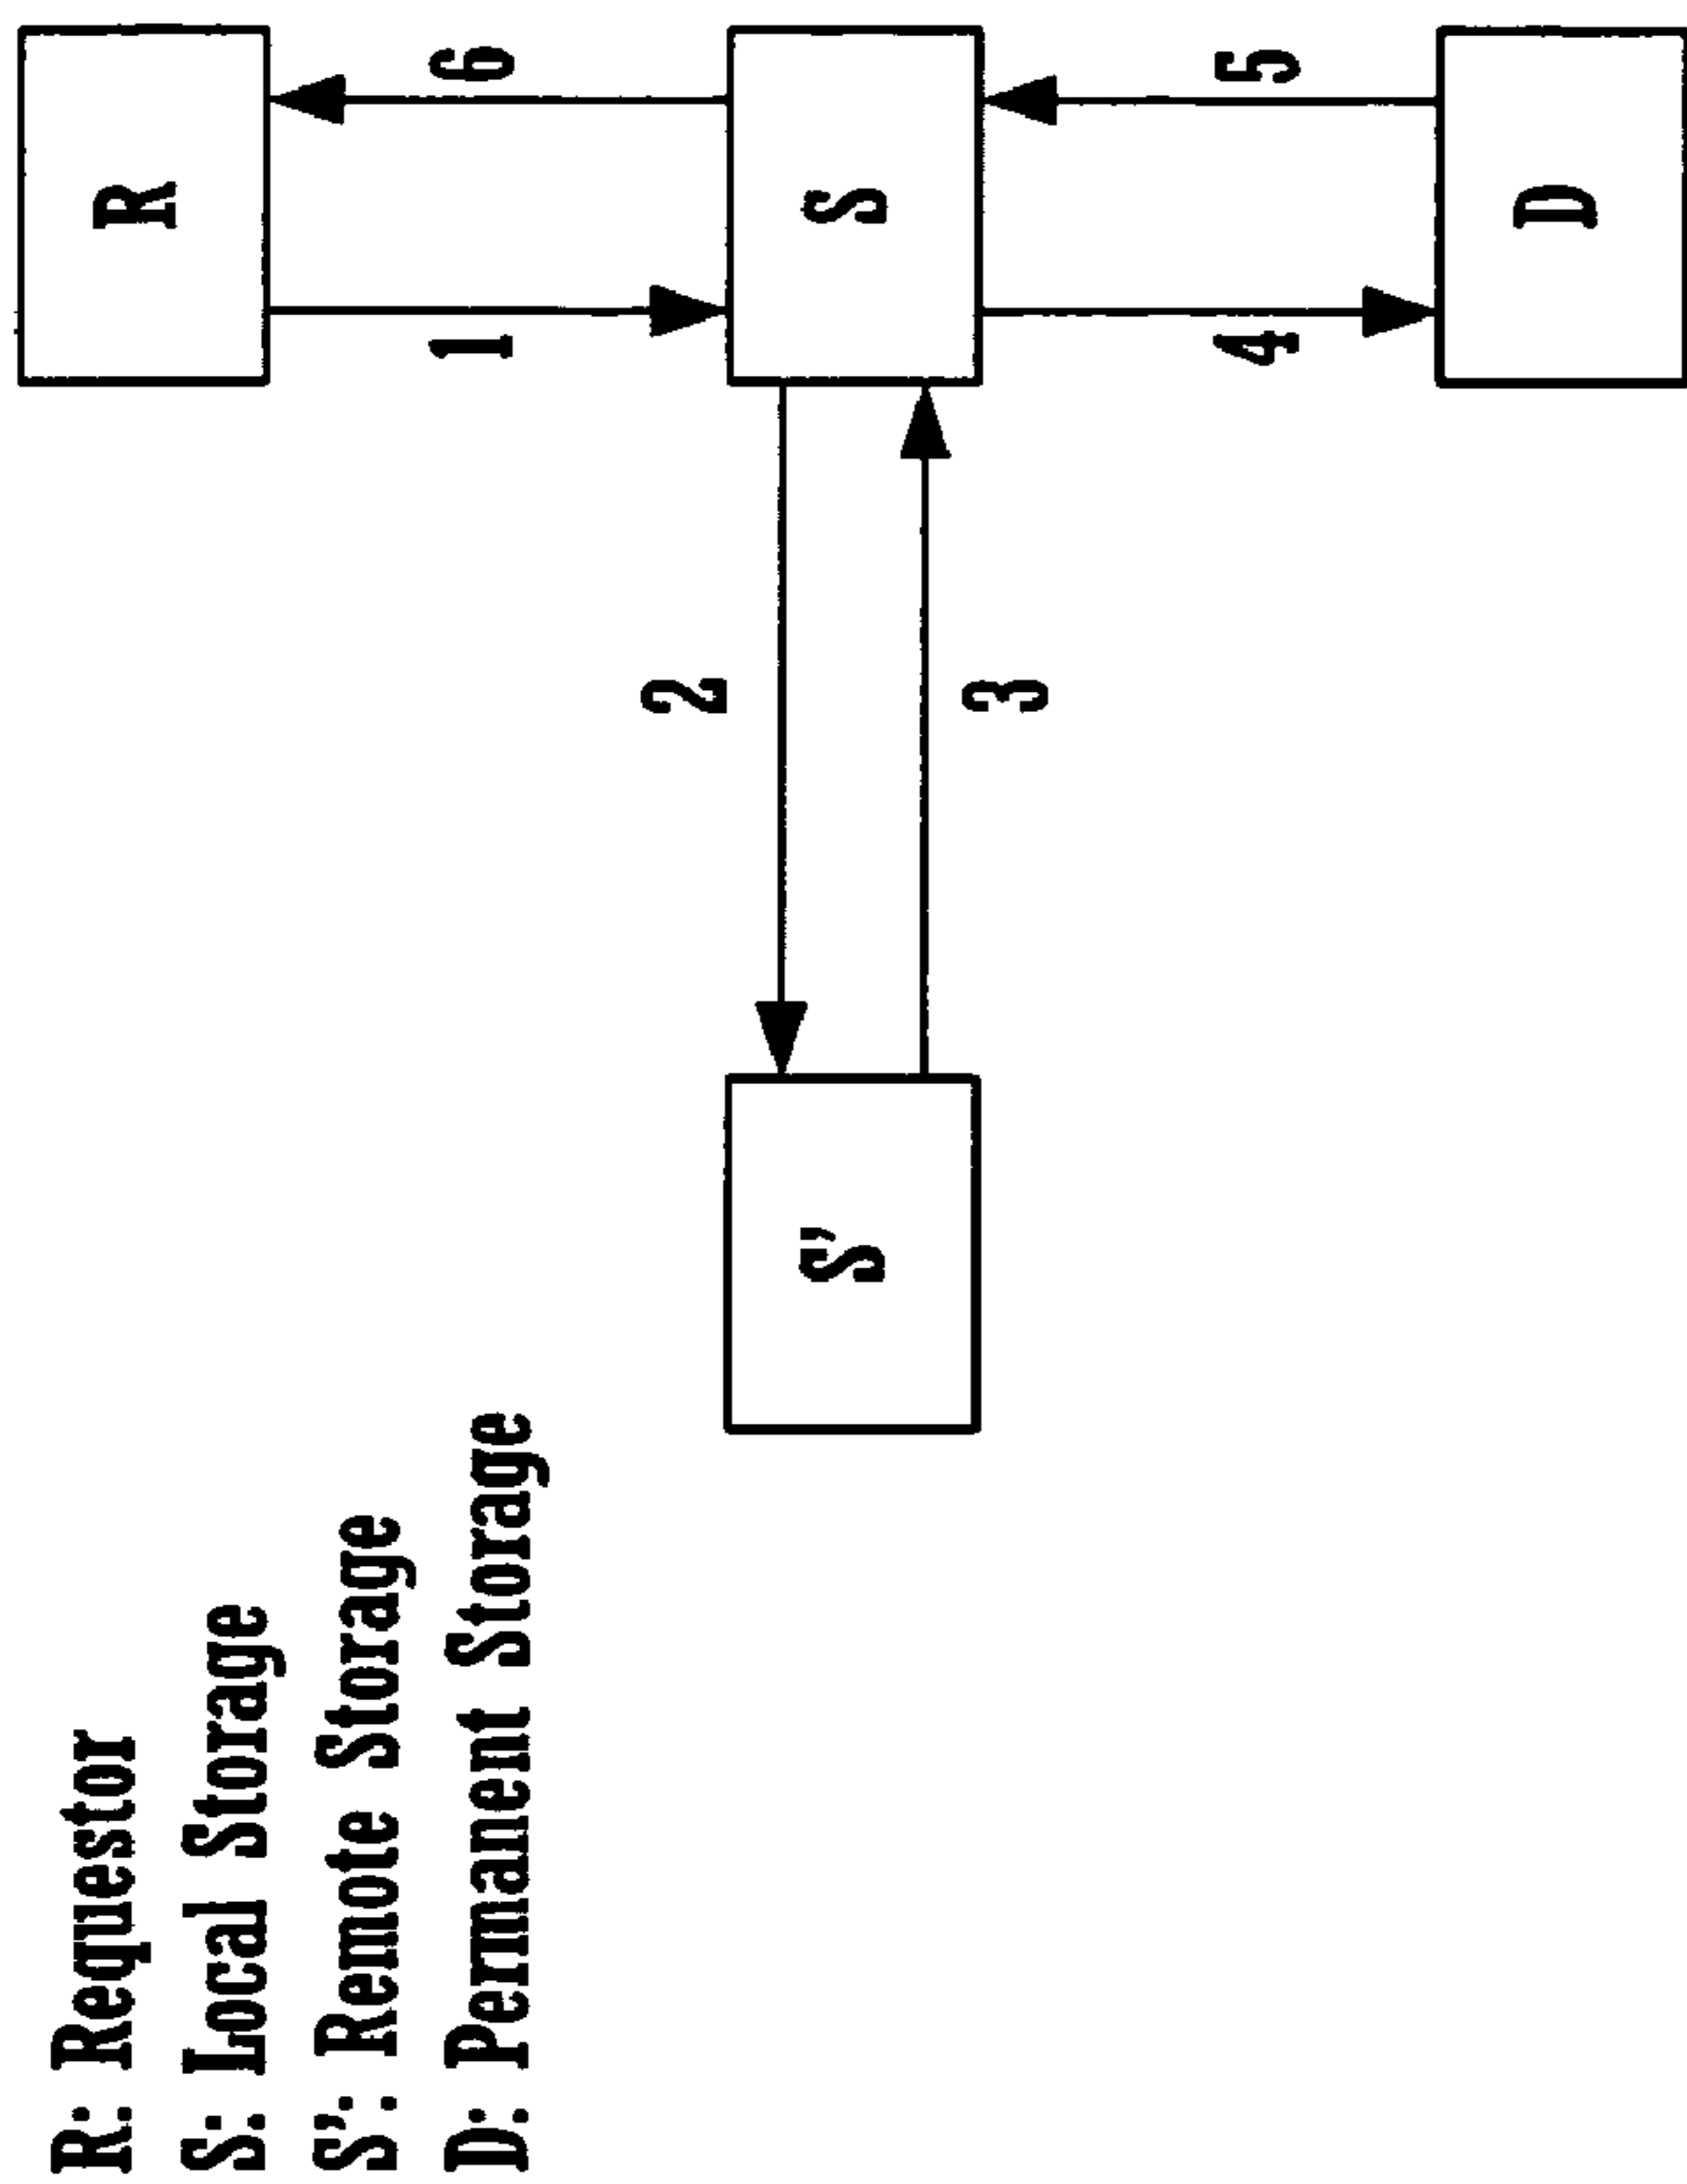 R: Requestor
S: Local Storage
S': Remote Storage
D: Permanent Storage
R
1
6
S'
2
3
S
4
5
D